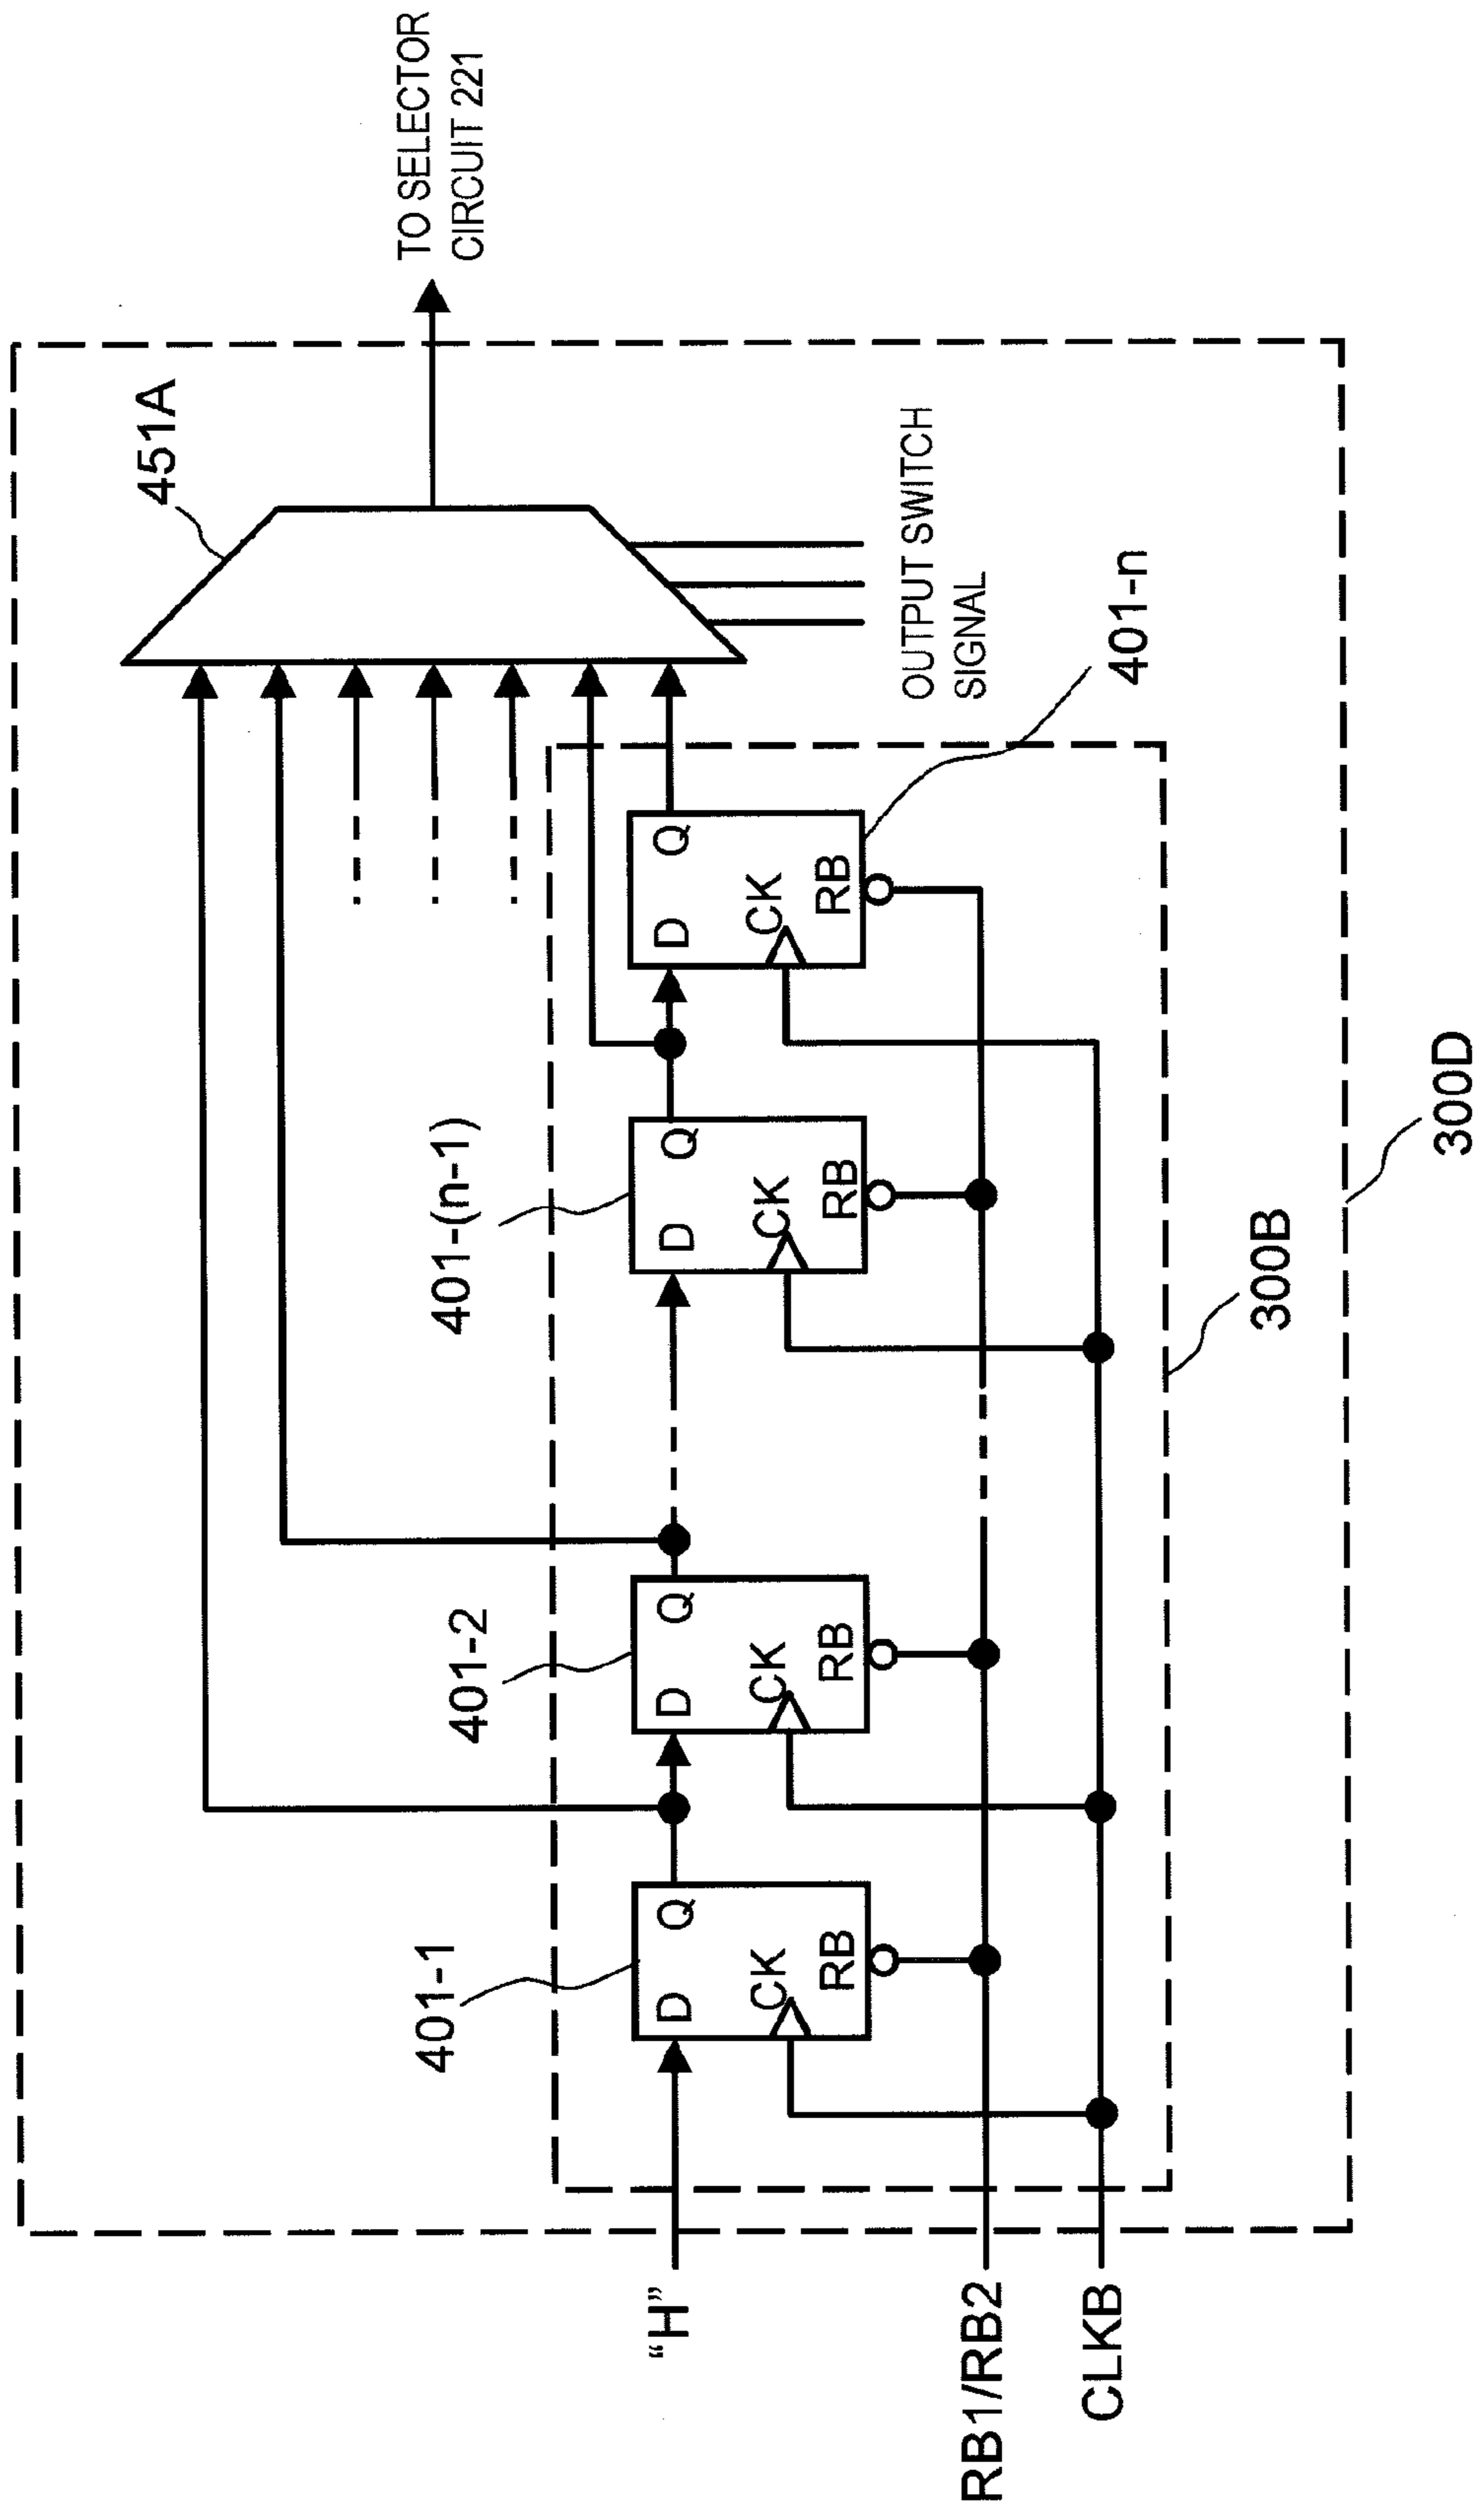 451A
TO SELECTOR
CIRCUIT 221
401-1
401-2
401-(n-1)
OUTPUT SWITCH
SIGNAL
401-n
"H"
D
Q
CK
RB
D
Q
CK
RB
D
Q
CK
RB
D
Q
CK
RB
RB1/RB2
CLKB
300B
300D